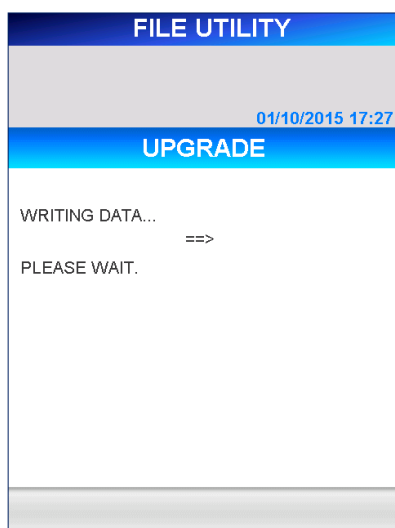 FILE UTILITY
01/10/2015 17:27
UPGRADE
WRITING DATA...
==>
PLEASE WAIT.